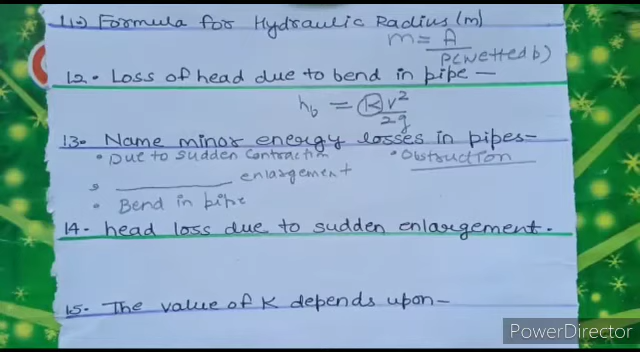 11.) Formula for Hydraulic Radius (m)
m = A / P(wetted b)
12. Loss of head due to bend in pipe —
hb = K v² / 2g
13. Name minor energy losses in pipes—
• Due to sudden contraction • Obstruction
• ________ enlargement
• Bend in pipe
14. head loss due to sudden enlargement.
15. The value of K depends upon—
PowerDirector